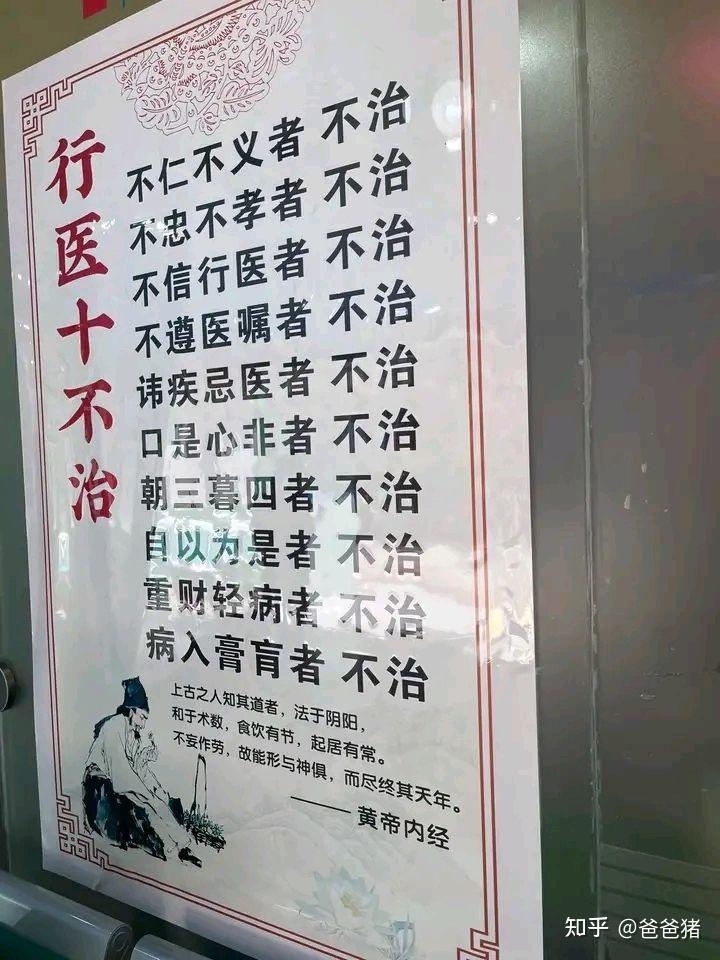 行医十不治
不仁不义者 不治
不忠不孝者 不治
不信行医者 不治
不遵医嘱者 不治
讳疾忌医者 不治
口是心非者 不治
朝三暮四者 不治
自以为是者 不治
重财轻病者 不治
病入膏肓者 不治
上古之人知其道者，法于阴阳，
和于术数，食饮有节，起居有常。
不妄作劳，故能形与神俱，而尽终其天年。
——黄帝内经
知乎 @爸爸猪